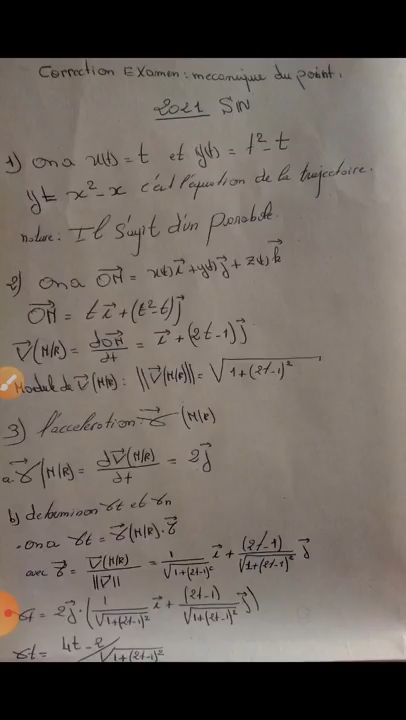 Correction Examen: mecanique du point.
2021 SM
1) on a x(t) = t et y(t) = t² - t
y = x² - x c'est l'équation de la trajectoire.
nature: Il s'agit d'un Parabole.
2) on a OM⃗ = x(t) i⃗ + y(t) j⃗ + z(t) k⃗
OM⃗ = t i⃗ + (t² - t) j⃗
V⃗(M/R) = dOM⃗/dt = i⃗ + (2t - 1) j⃗
Module de V⃗(M/R) : ||V⃗(M/R)|| = √(1 + (2t - 1)²)
3) l'acceleration γ⃗ (M/R)
a. γ⃗(M/R) = dV⃗(M/R)/dt = 2 j⃗
b) determinon γt et γn
. on a γt = γ⃗(M/R) . τ⃗
avec τ⃗ = V⃗(M/R)/||V⃗|| = 1/√(1+(2t-1)²) i⃗ + (2t-1)/√(1+(2t-1)²) j⃗
γt = 2j⃗ . (1/√(1+(2t-1)²) i⃗ + (2t-1)/√(1+(2t-1)²) j⃗)
γt = 4t - 2 / √(1+(2t-1)²)